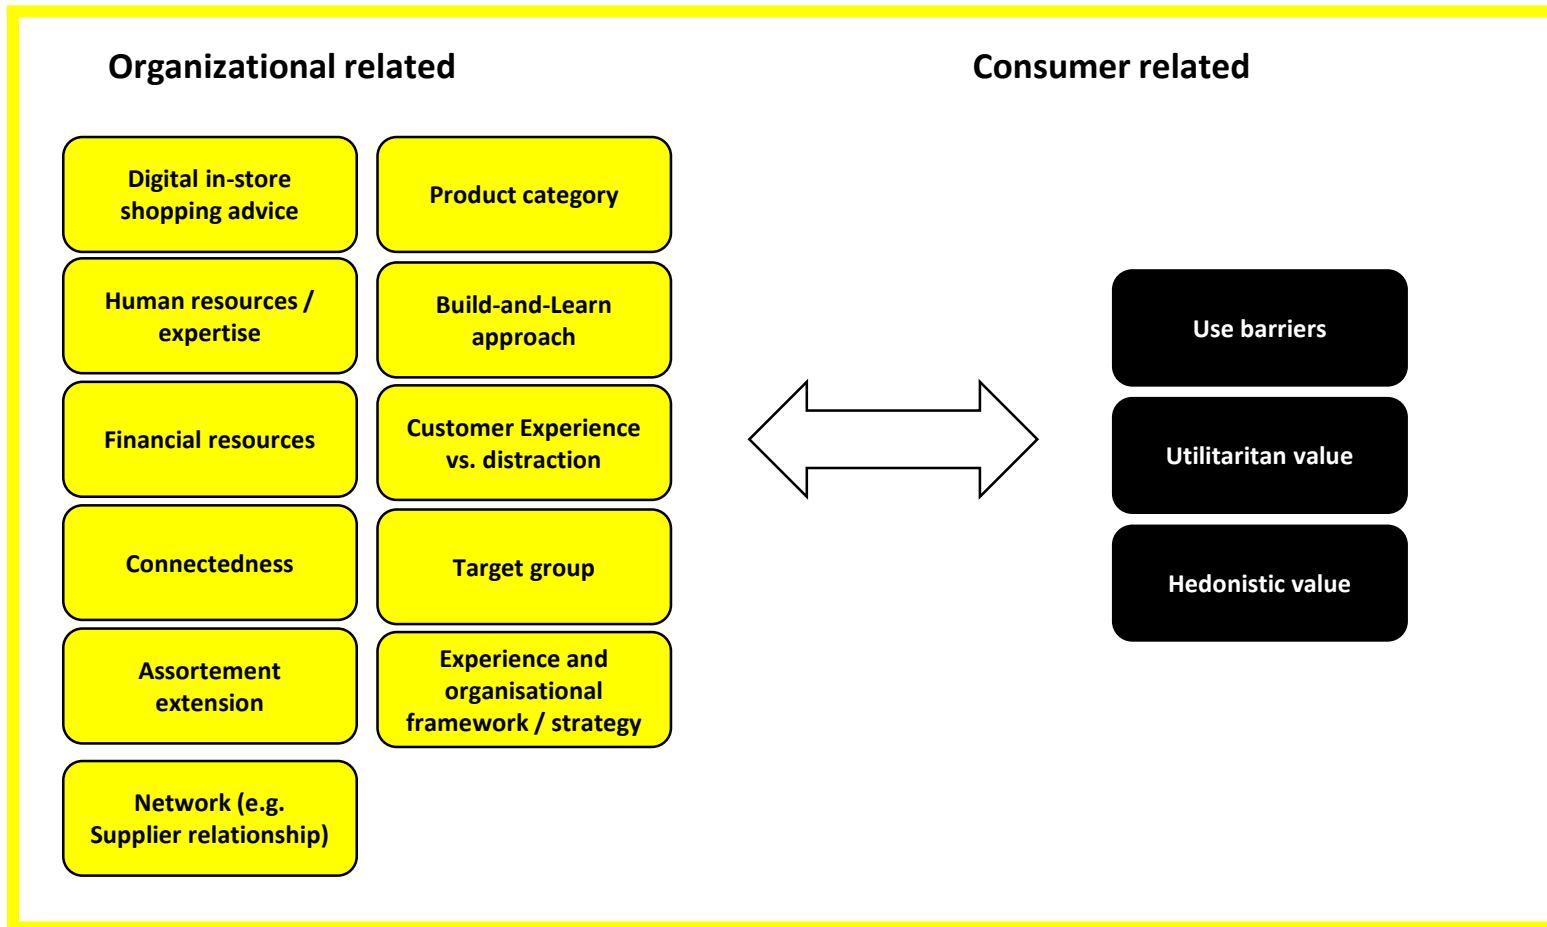 Organizational related
Consumer related
Digital in-store
shopping advice
Human resources /
expertise
Financial resources
Connectedness
Assortement
extension
Network (e.g.
Supplier relationship)
Product category
Build-and-Learn
approach
Customer Experience
vs. distraction
Target group
Experience and
organisational
framework / strategy
Use barriers
Utilitaritan value
Hedonistic value